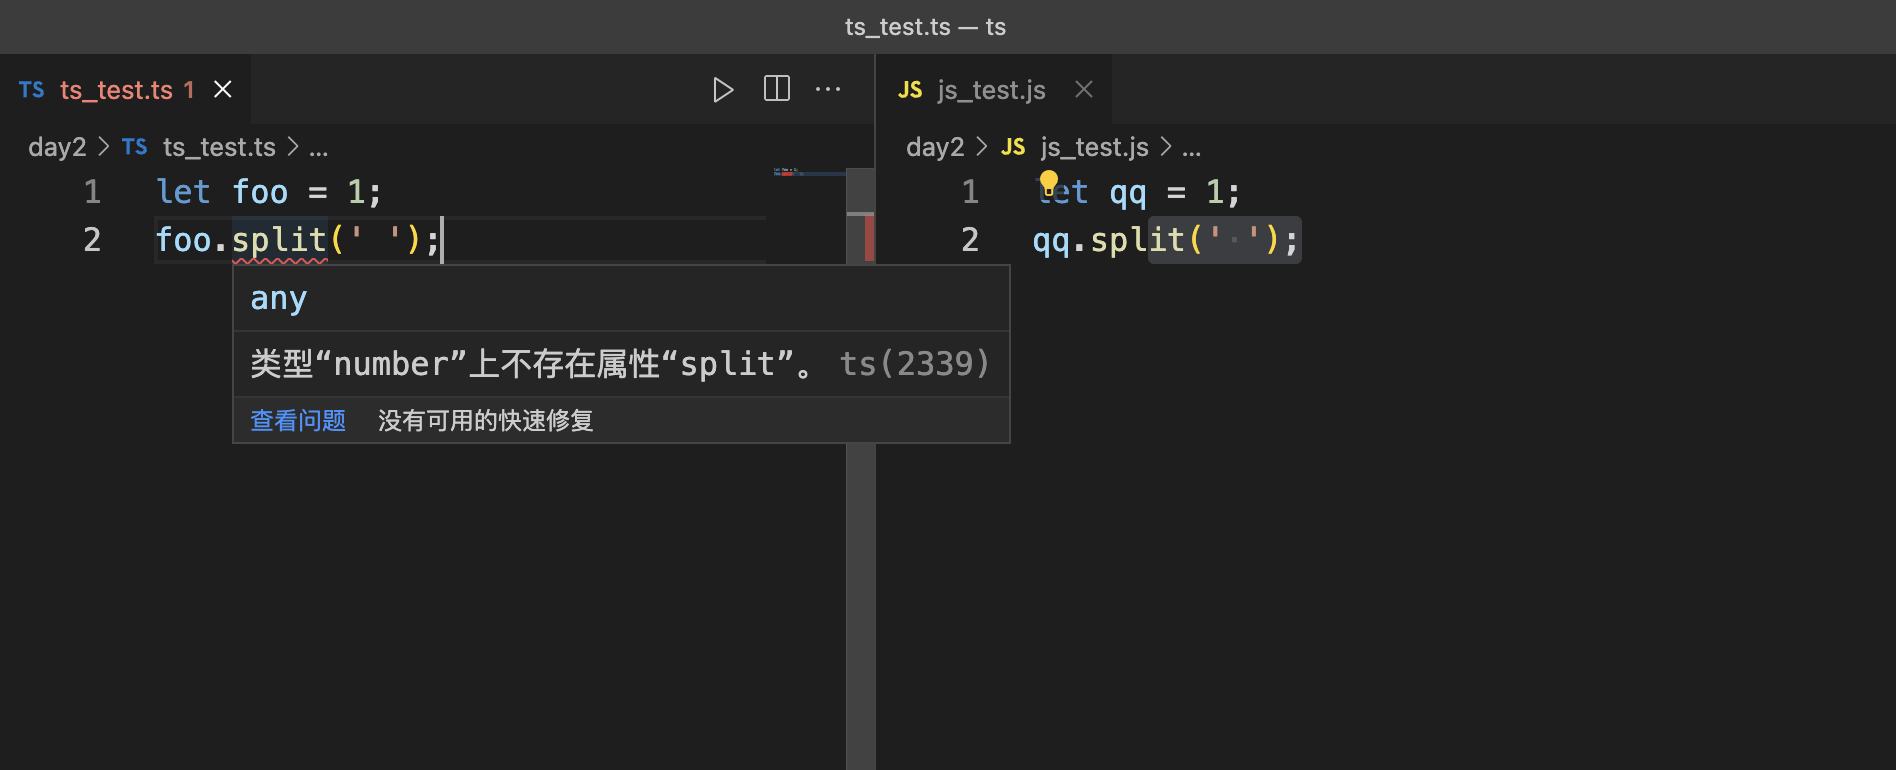 ts_test.ts — ts
TS ts_test.ts 1
day2 > TS ts_test.ts > ...
1 let foo = 1;
2 foo.split(' ');
any
类型“number”上不存在属性“split”。 ts(2339)
查看问题 没有可用的快速修复
JS js_test.js
day2 > JS js_test.js > ...
1 let qq = 1;
2 qq.split('·');